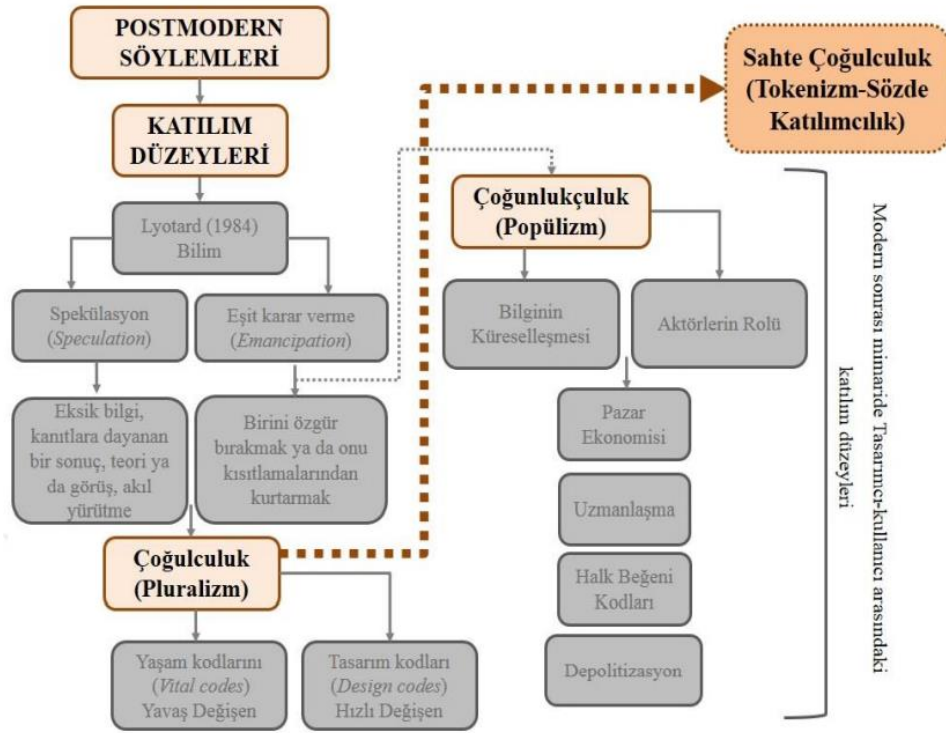 POSTMODERN
SÖYLEMLERİ
KATILIM
DÜZEYLERİ
Lyotard (1984)
Bilim
Spekülasyon
(Speculation)
Eşit karar verme
(Emancipation)
Eksik bilgi,
kanıtlara dayanan
bir sonuç, teori ya
da görüş, akıl
yürütme
Birini özgür
bırakmak ya da onu
kısıtlamalarından
kurtarmak
Çoğulculuk
(Pluralizm)
Yaşam kodlarını
(Vital codes)
Yavaş Değişen
Tasarım kodları
(Design codes)
Hızlı Değişen
Sahte Çoğulculuk
(Tokenizm-Sözde
Katılımcılık)
Çoğunlukçuluk
(Popülizm)
Bilginin
Küreselleşmesi
Aktörlerin Rolü
Pazar
Ekonomisi
Uzmanlaşma
Halk Beğeni
Kodları
Depolitizasyon
Modern sonrası mimaride Tasarımcı-kullanıcı arasındaki
katılım düzeyleri